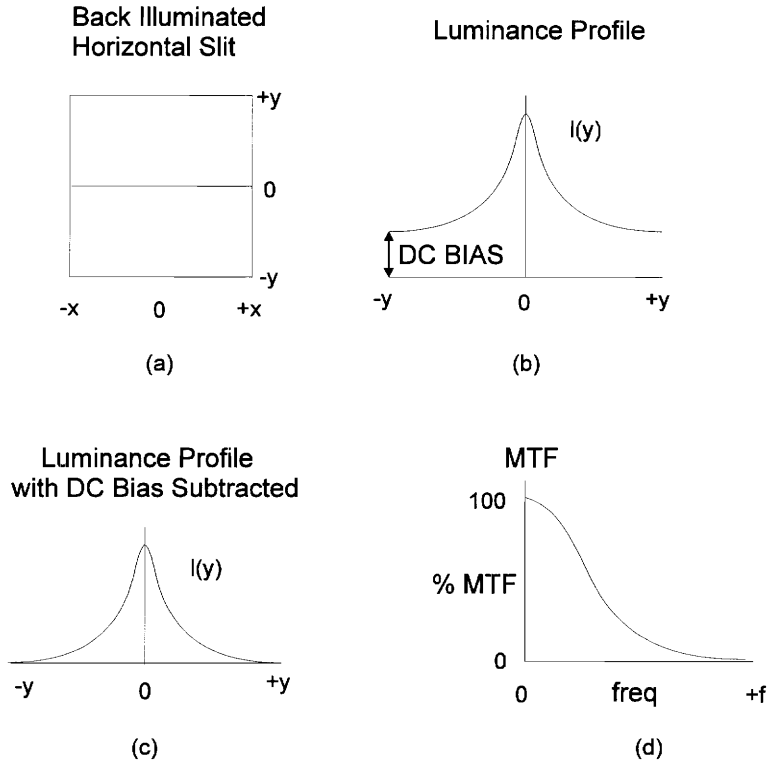 Back Illuminated
Horizontal Slit
+y
0
-y
-x 0 +x
(a)
Luminance Profile
I(y)
DC BIAS
-y 0 +y
(b)
Luminance Profile
with DC Bias Subtracted
I(y)
-y 0 +y
(c)
MTF
100
% MTF
0
0 freq +f
(d)